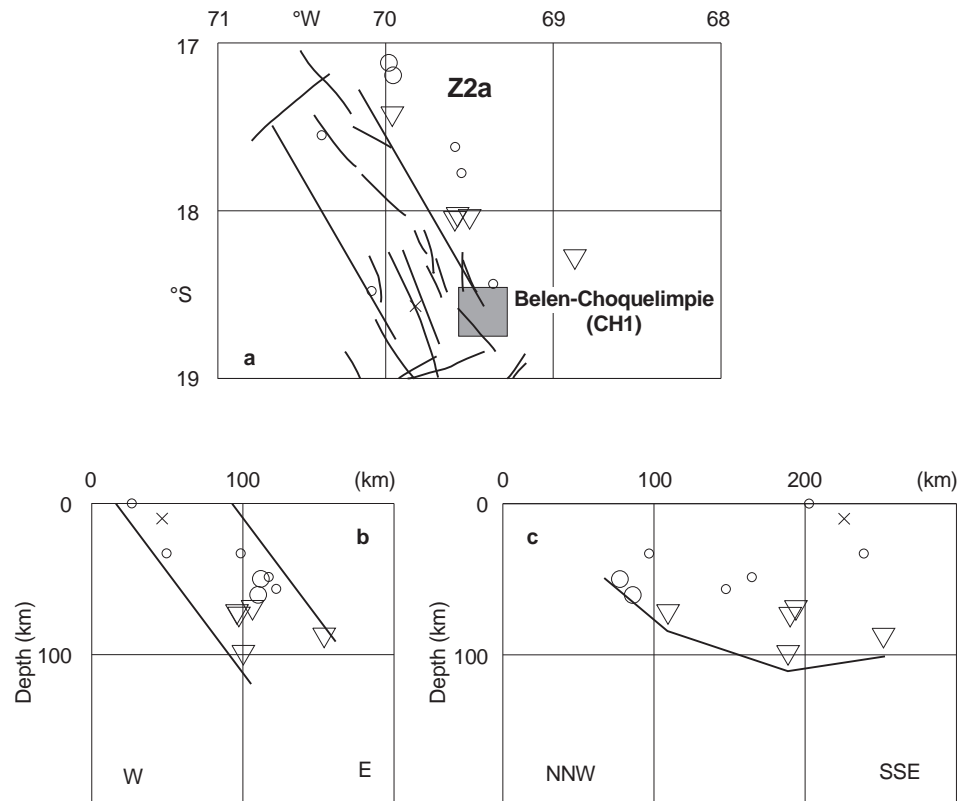 71 °W 70 69 68
17
Z2a
18
°S
Belen-Choquelimpie
(CH1)
a
19
0 100 (km)
0
b
Depth (km)
100
W E
0 100 200
0
c
Depth (km)
100
NNW SSE